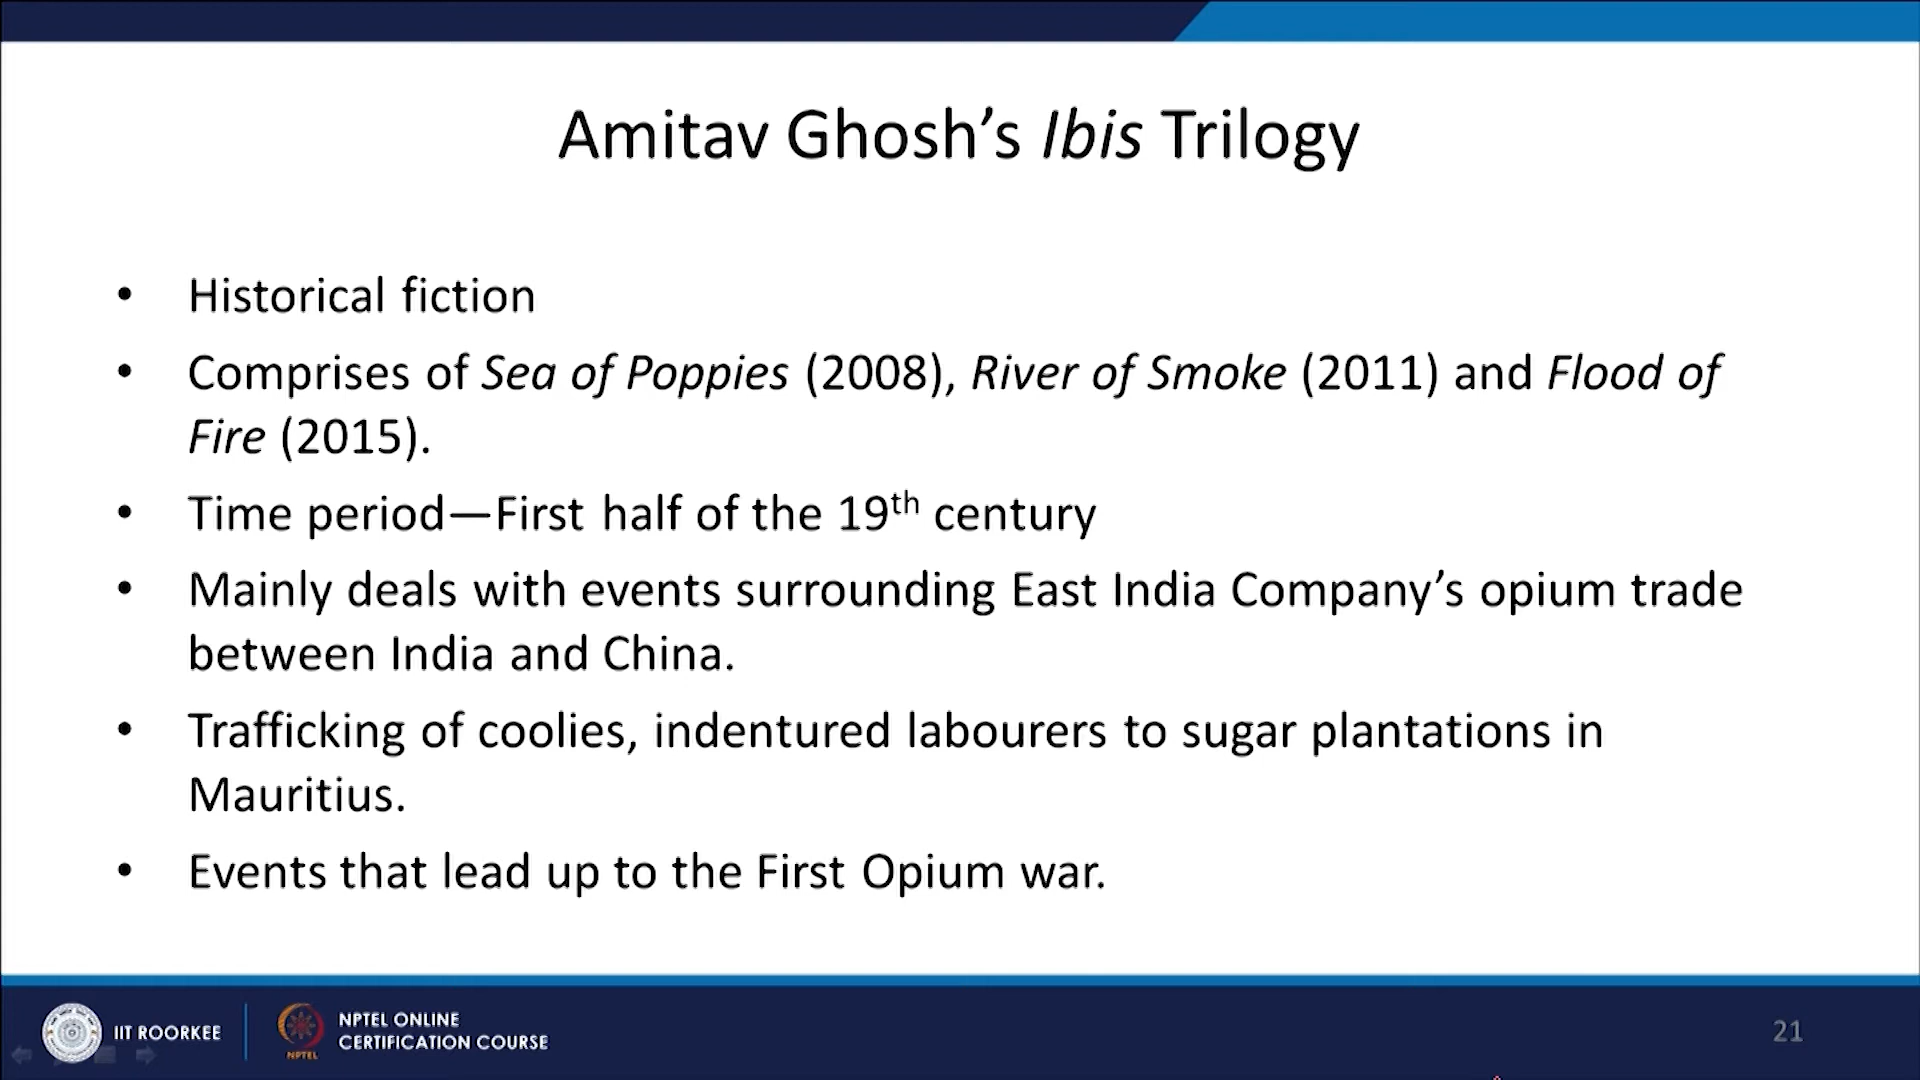 Amitav Ghosh’s Ibis Trilogy
• Historical fiction
• Comprises of Sea of Poppies (2008), River of Smoke (2011) and Flood of
Fire (2015).
• Time period—First half of the 19th century
• Mainly deals with events surrounding East India Company’s opium trade
between India and China.
• Trafficking of coolies, indentured labourers to sugar plantations in
Mauritius.
• Events that lead up to the First Opium war.
IIT ROORKEE
NPTEL
NPTEL ONLINE
CERTIFICATION COURSE
21